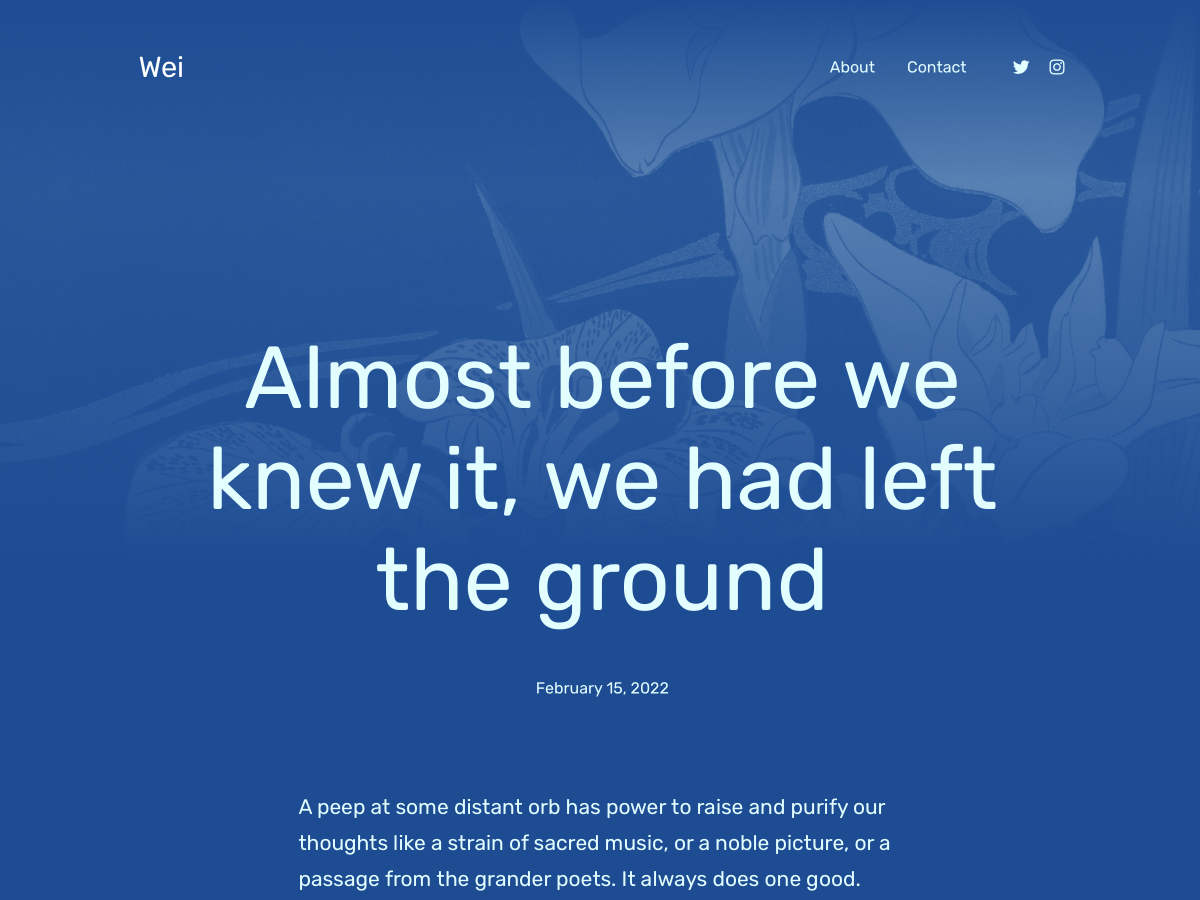 Wei
About Contact
Almost before we
knew it, we had left
the ground
February 15, 2022
A peep at some distant orb has power to raise and purify our
thoughts like a strain of sacred music, or a noble picture, or a
passage from the grander poets. It always does one good.